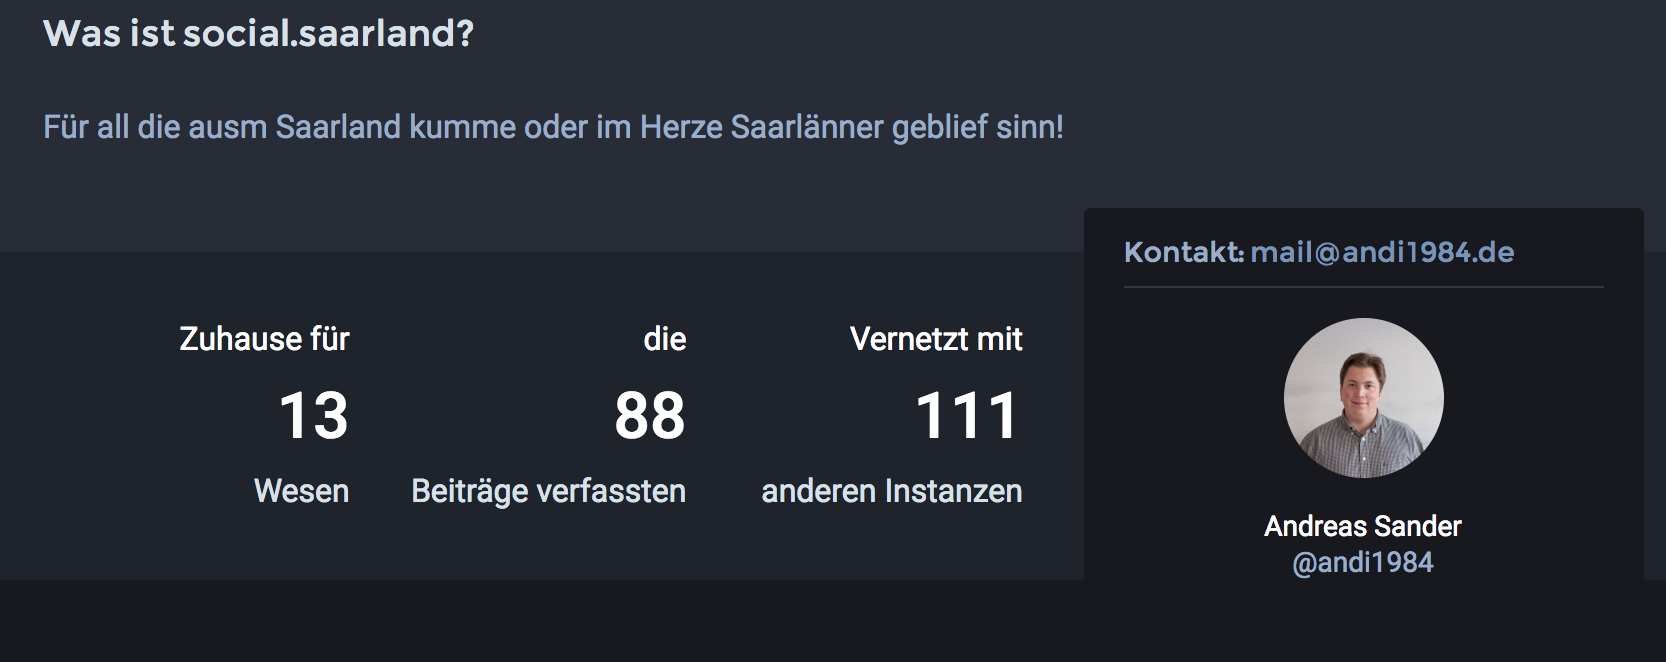 Was ist social.saarland?
Für all die ausm Saarland kumme oder im Herze Saarlänner geblief sinn!
Zuhause für
13
Wesen
die
88
Beiträge verfassten
Vernetzt mit
111
anderen Instanzen
Kontakt: mail@andi1984.de
Andreas Sander
@andi1984